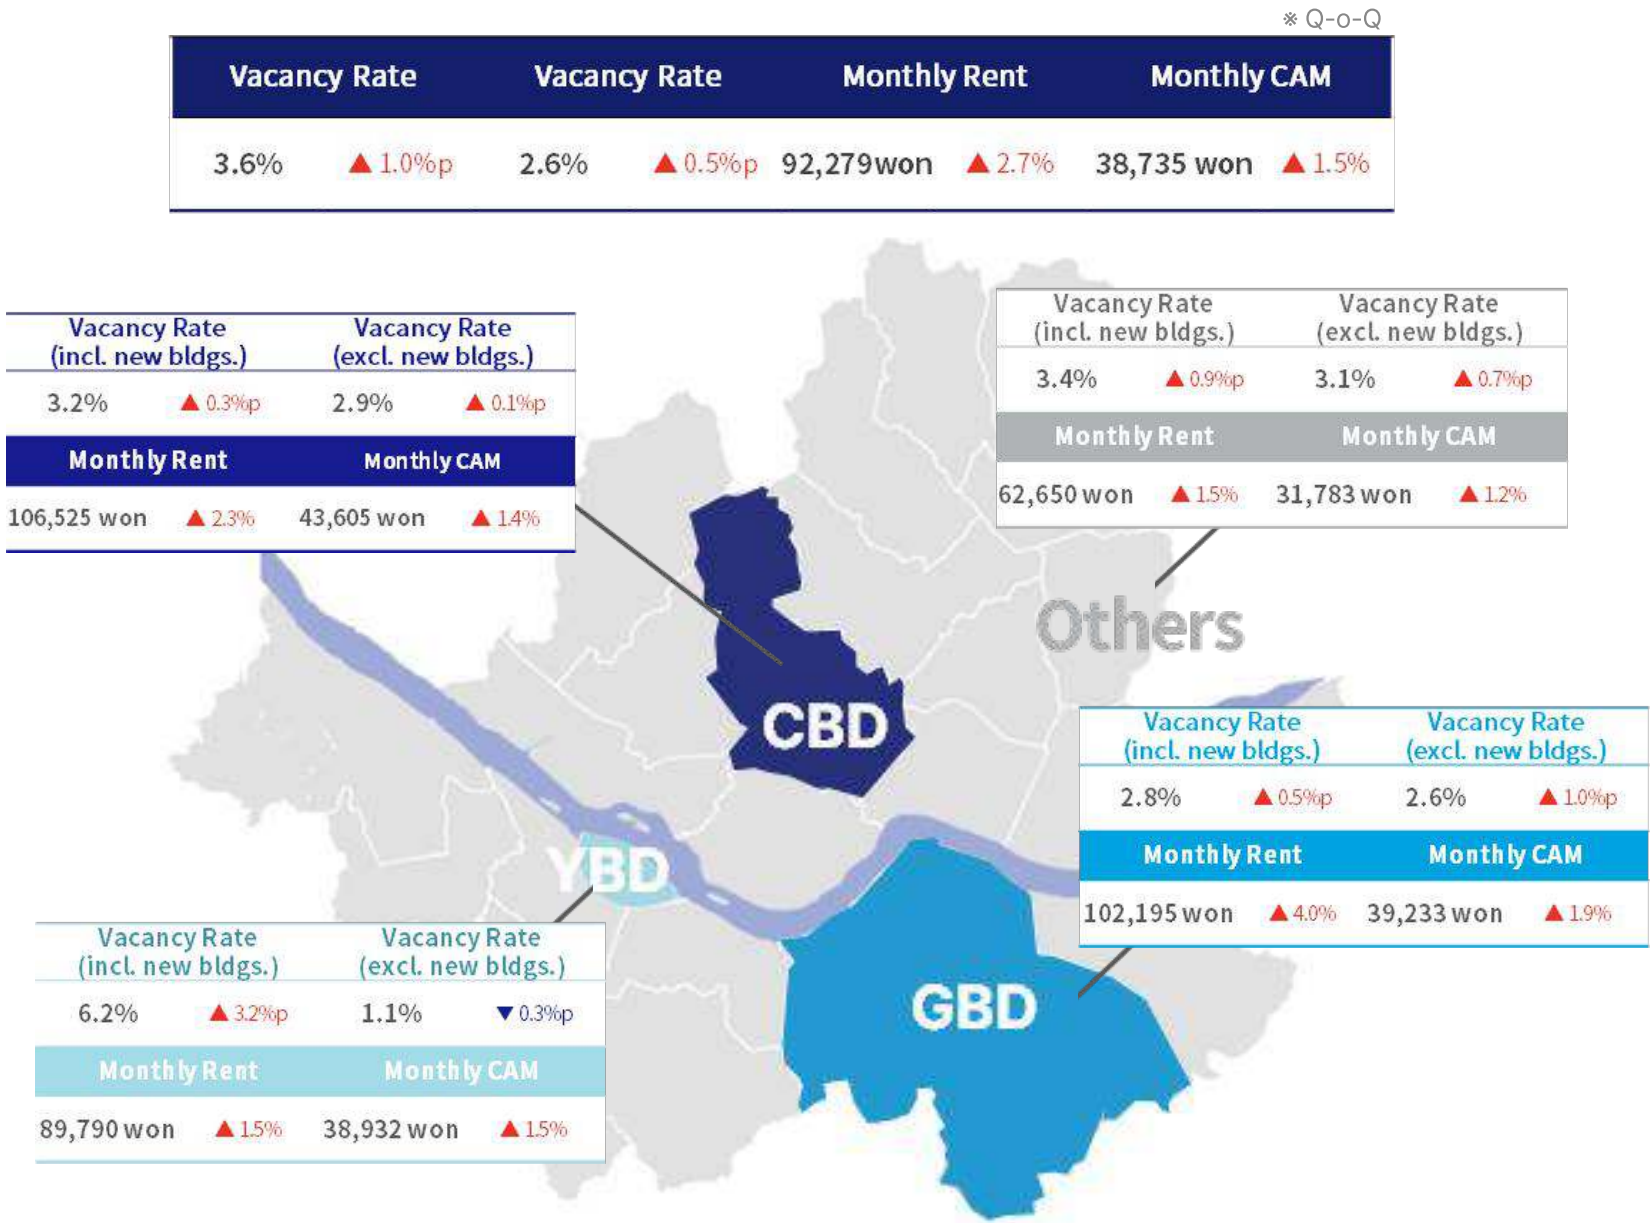 ※ Q-o-Q
Vacancy Rate Vacancy Rate Monthly Rent Monthly CAM
3.6% ▲ 1.0%p 2.6% ▲ 0.5%p 92,279won ▲ 2.7% 38,735 won ▲ 1.5%
Vacancy Rate Vacancy Rate
(incl. new bldgs.) (excl. new bldgs.)
3.2% ▲ 0.3%p 2.9% ▲ 0.1%p
Monthly Rent Monthly CAM
106,525 won ▲ 2.3% 43,605 won ▲ 1.4%
Vacancy Rate Vacancy Rate
(incl. new bldgs.) (excl. new bldgs.)
3.4% ▲ 0.9%p 3.1% ▲ 0.7%p
Monthly Rent Monthly CAM
62,650 won ▲ 1.5% 31,783 won ▲ 1.2%
Others
CBD
Vacancy Rate Vacancy Rate
(incl. new bldgs.) (excl. new bldgs.)
2.8% ▲ 0.5%p 2.6% ▲ 1.0%p
Monthly Rent Monthly CAM
102,195 won ▲ 4.0% 39,233 won ▲ 1.9%
YBD
Vacancy Rate Vacancy Rate
(incl. new bldgs.) (excl. new bldgs.)
6.2% ▲ 3.2%p 1.1% ▼ 0.3%p
Monthly Rent Monthly CAM
89,790 won ▲ 1.5% 38,932 won ▲ 1.5%
GBD